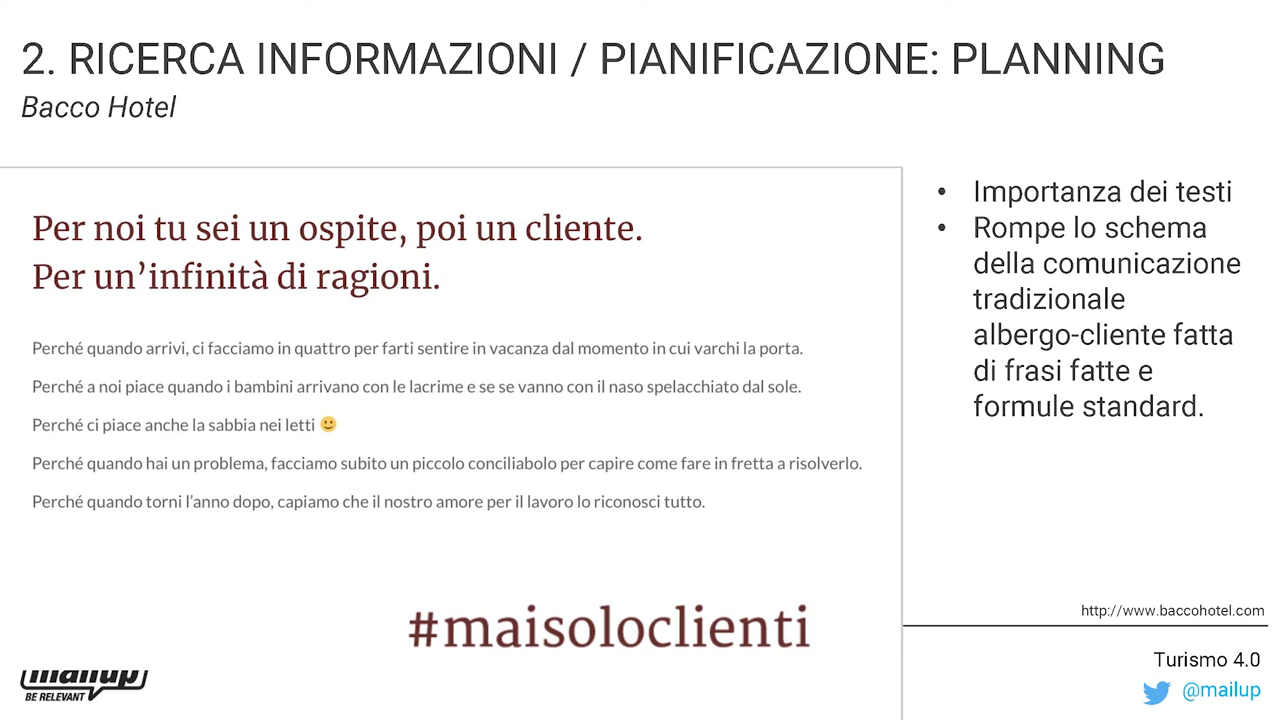 2. RICERCA INFORMAZIONI / PIANIFICAZIONE: PLANNING
Bacco Hotel
Per noi tu sei un ospite, poi un cliente.
Per un’infinità di ragioni.
Perché quando arrivi, ci facciamo in quattro per farti sentire in vacanza dal momento in cui varchi la porta.
Perché a noi piace quando i bambini arrivano con le lacrime e se se vanno con il naso spelacchiato dal sole.
Perché ci piace anche la sabbia nei letti 🙂
Perché quando hai un problema, facciamo subito un piccolo conciliabolo per capire come fare in fretta a risolverlo.
Perché quando torni l’anno dopo, capiamo che il nostro amore per il lavoro lo riconosci tutto.
#maisoloclienti
• Importanza dei testi
• Rompe lo schema
della comunicazione
tradizionale
albergo-cliente fatta
di frasi fatte e
formule standard.
http://www.baccohotel.com
Turismo 4.0
@mailup
mailup
BE RELEVANT